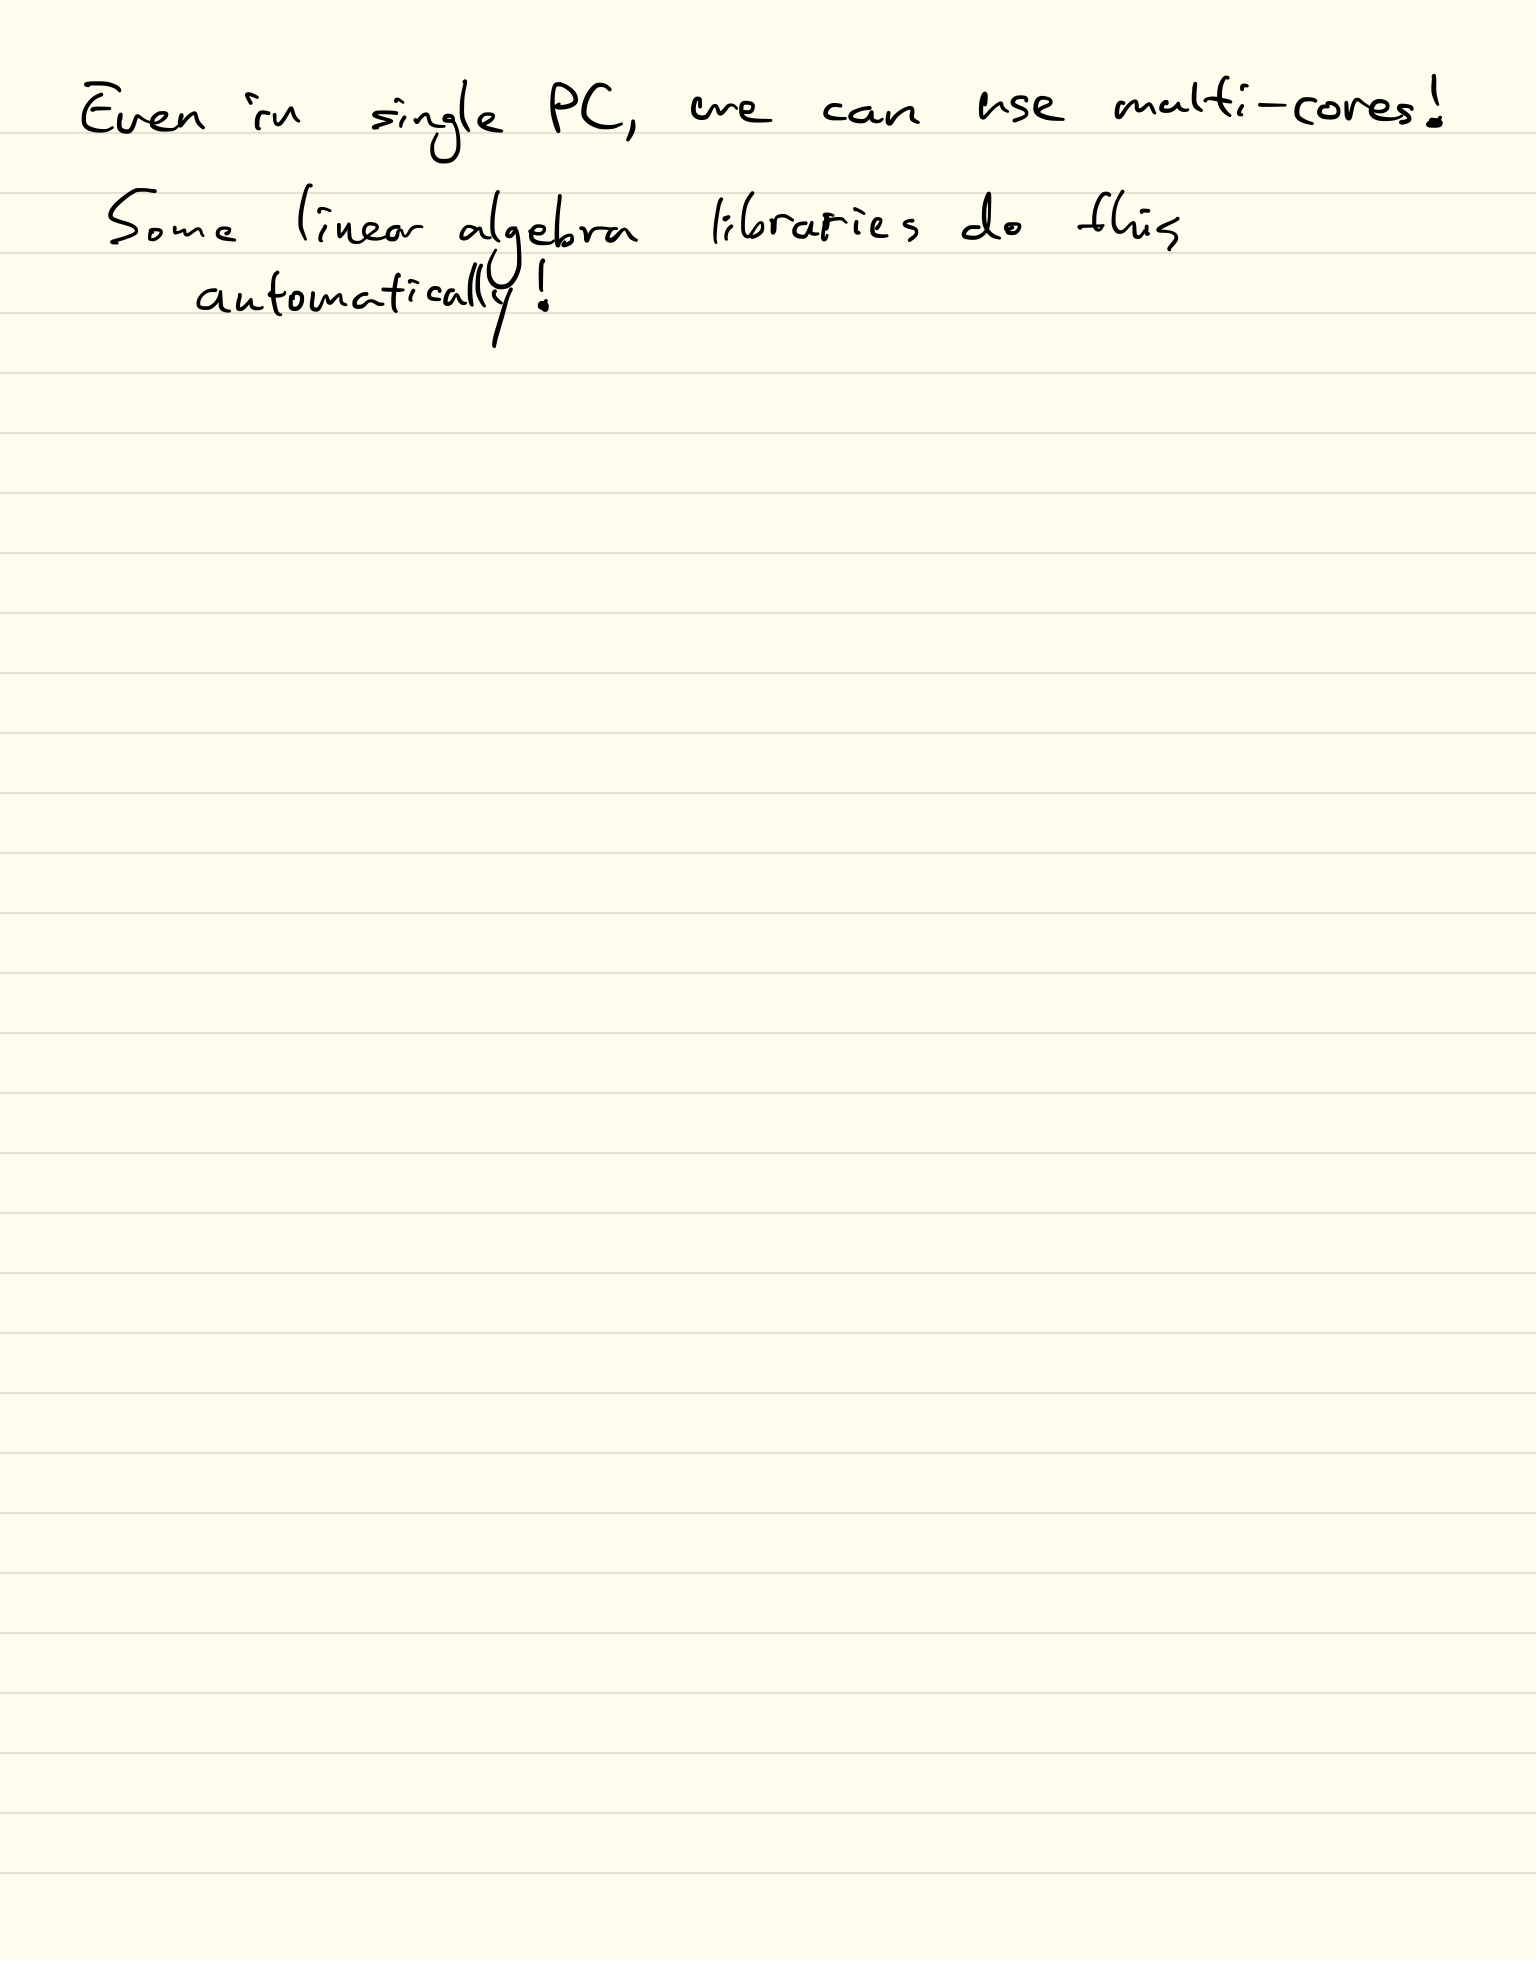 Even in single PC, we can use multi-cores!
Some linear algebra libraries do this
automatically!